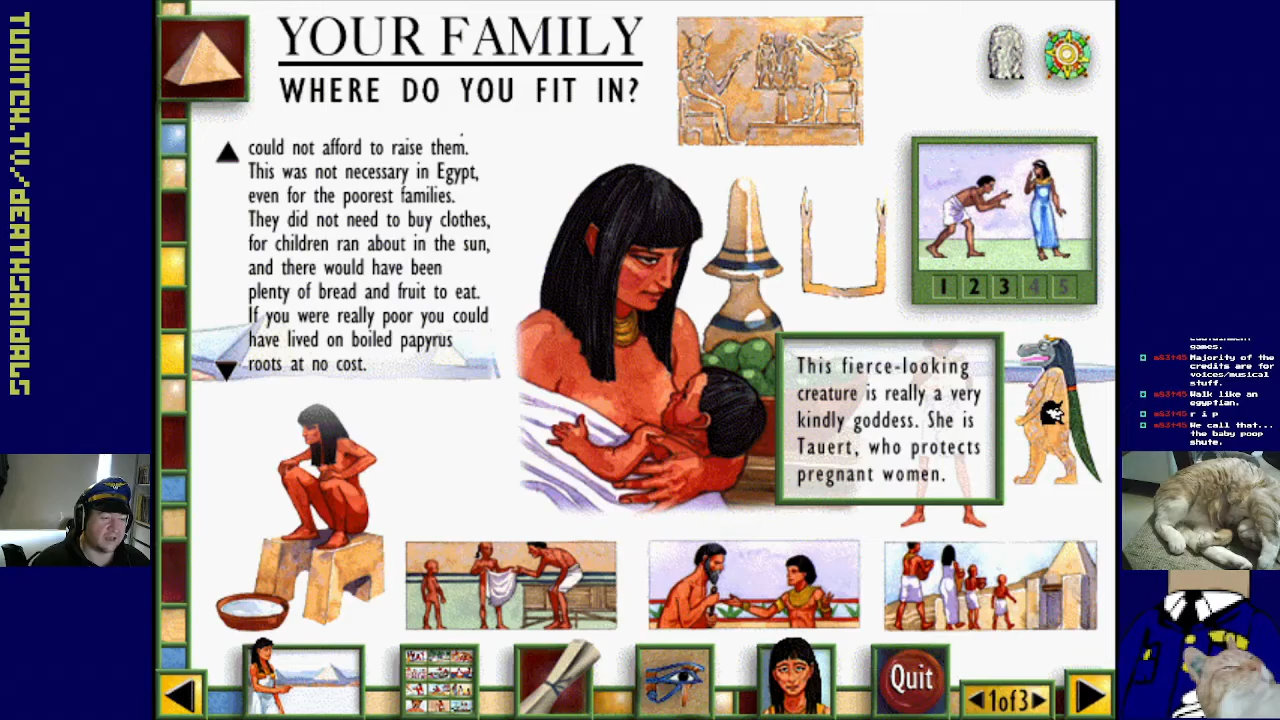 TWITCH.TV/DEATHSANDALS
YOUR FAMILY
WHERE DO YOU FIT IN?
could not afford to raise them.
This was not necessary in Egypt,
even for the poorest families.
They did not need to buy clothes,
for children ran about in the sun,
and there would have been
plenty of bread and fruit to eat.
If you were really poor you could
have lived on boiled papyrus
roots at no cost.
1 2 3 4 5
This fierce-looking
creature is really a very
kindly goddess. She is
Tauert, who protects
pregnant women.
games.
Majority of the
credits are for
voices/musical
stuff.
Walk like an
egyptian.
r i p
We call that...
the baby poop
shute.
Quit
1of3